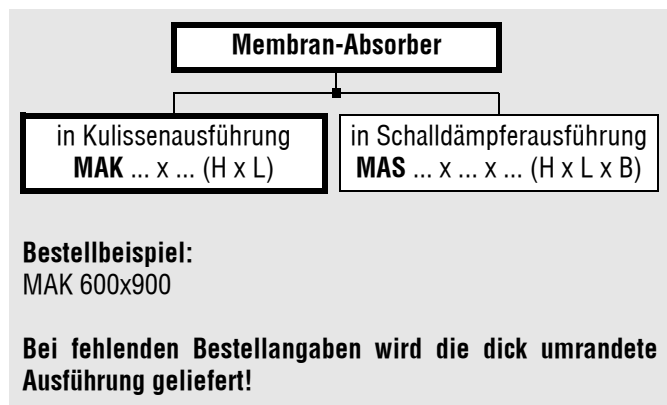 Membran-Absorber
in Kulissenausführung
MAK ... x ... (H x L)
in Schalldämpferausführung
MAS ... x ... x ... (H x L x B)
Bestellbeispiel:
MAK 600x900
Bei fehlenden Bestellangaben wird die dick umrandete
Ausführung geliefert!